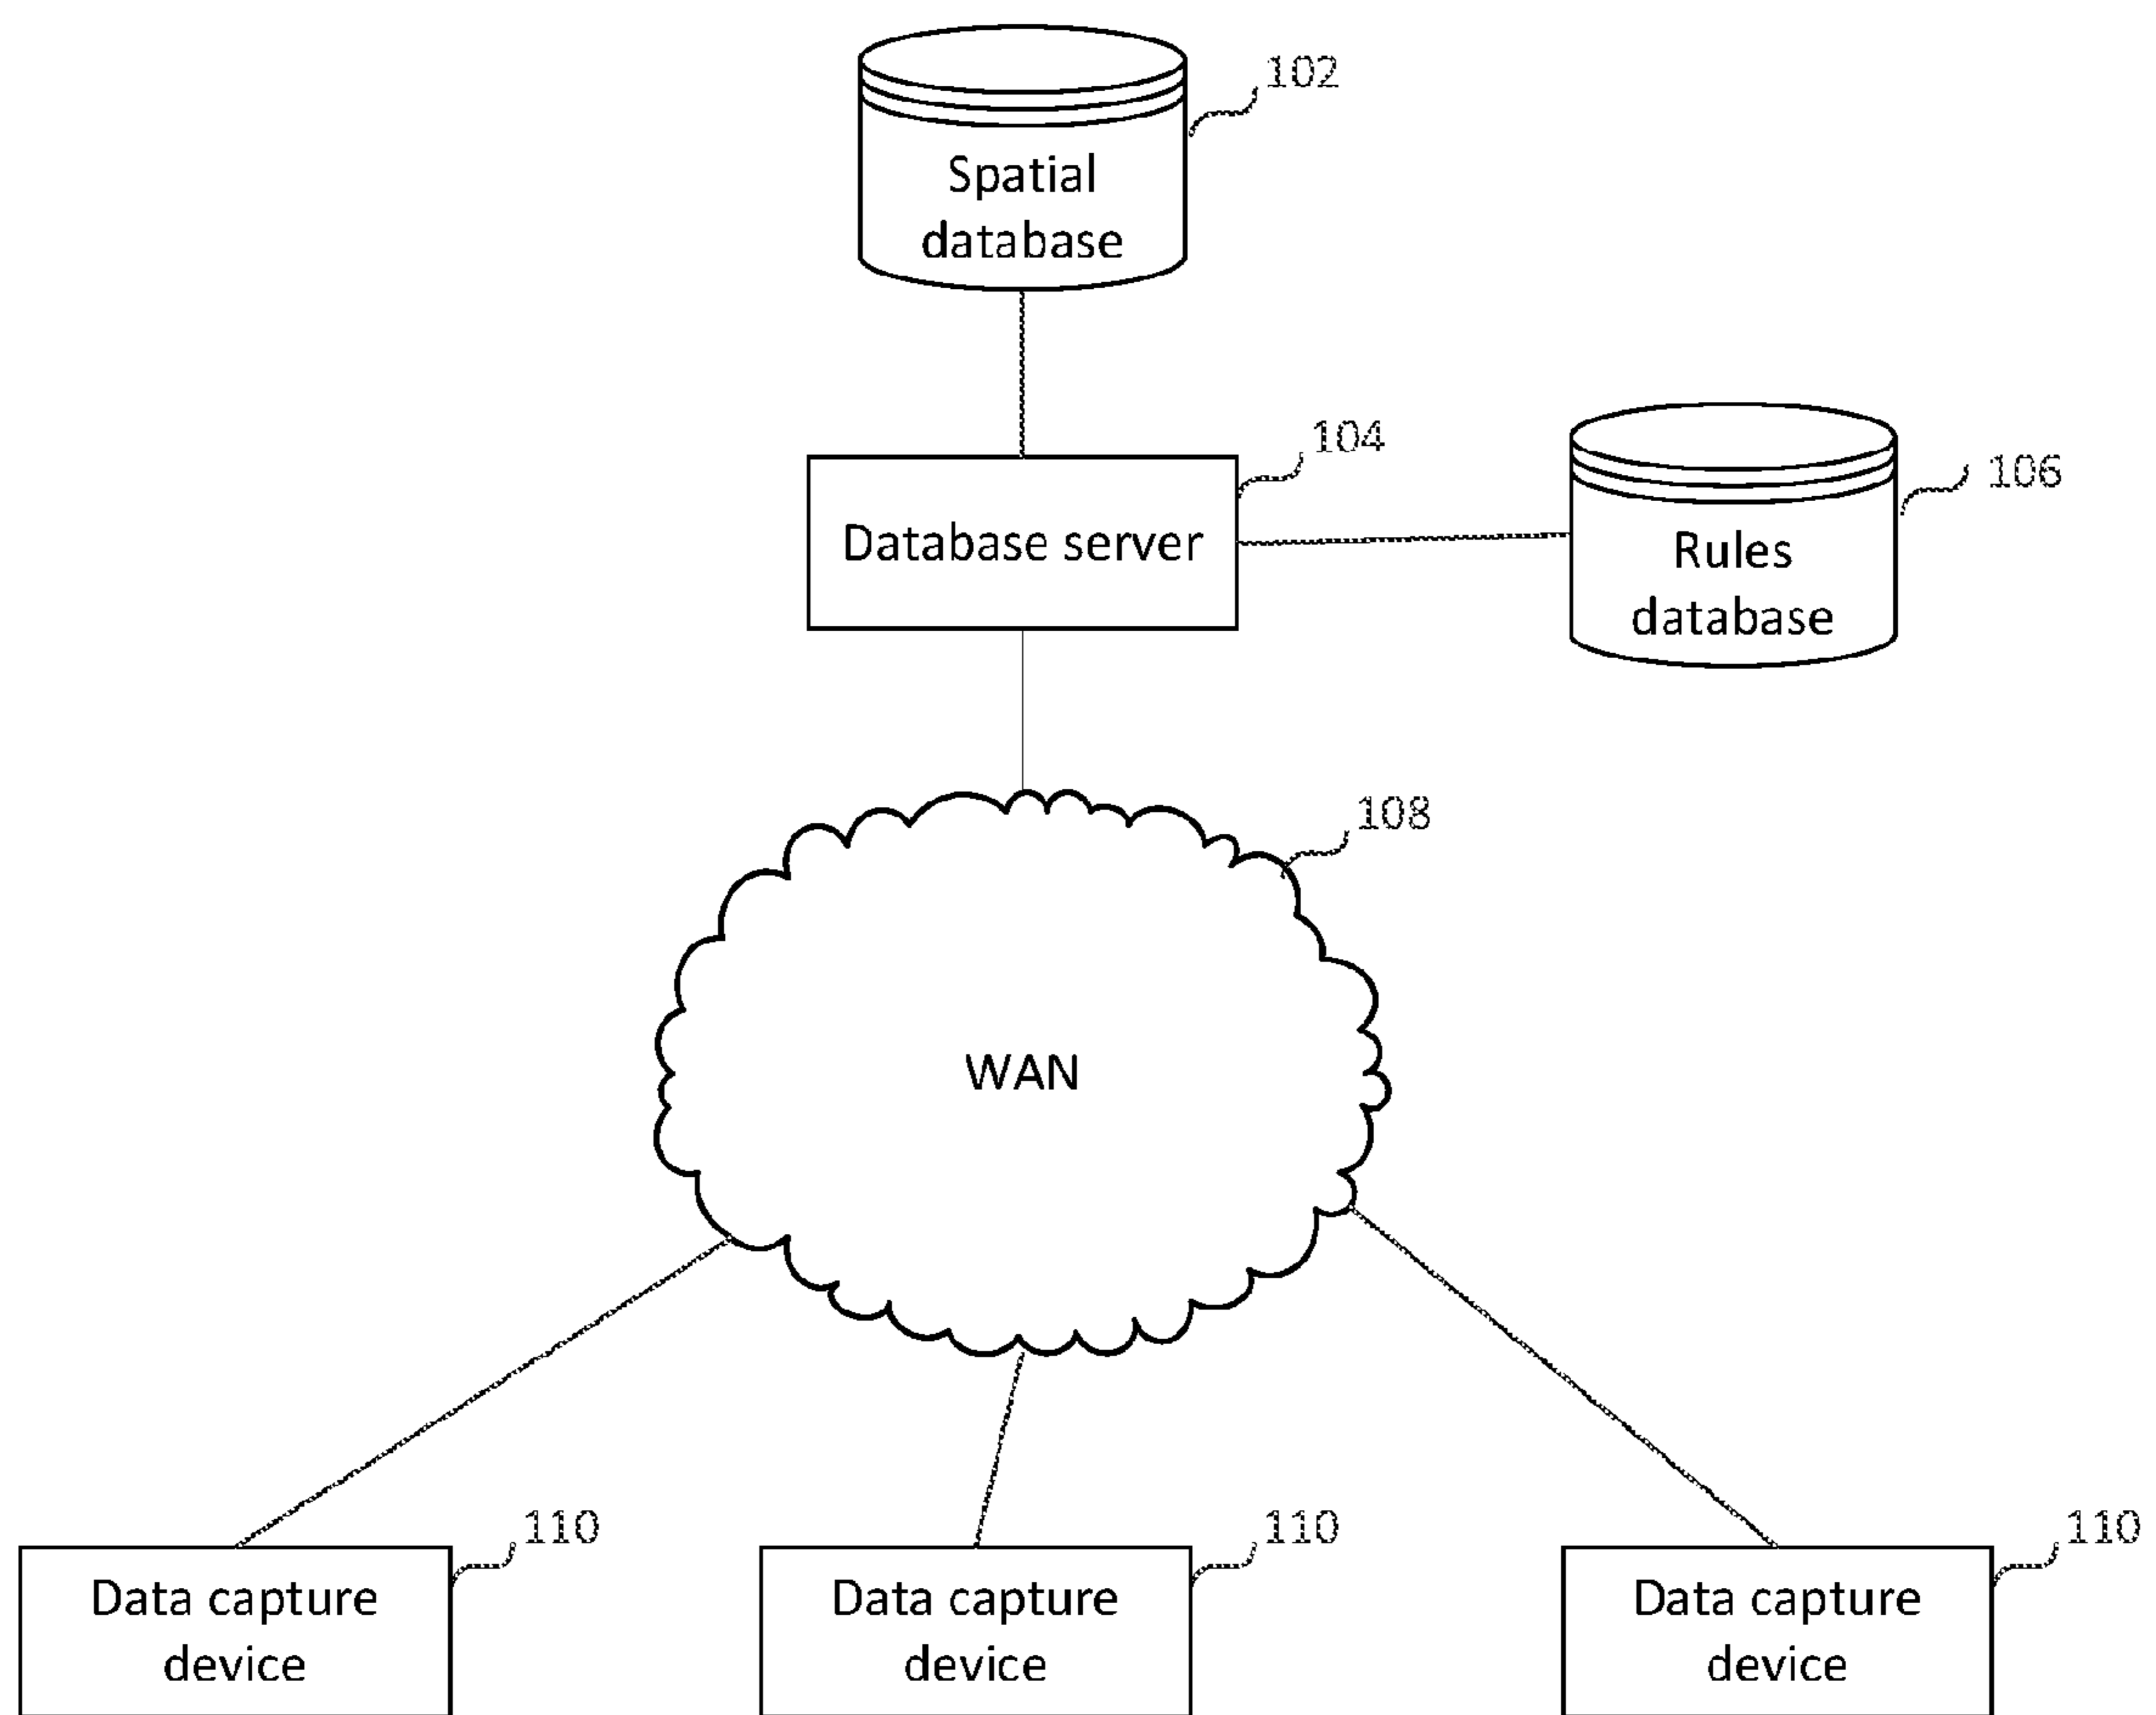 102
Spatial
database
104
Database server
106
Rules
database
108
WAN
110
110
110
Data capture
device
Data capture
device
Data capture
device